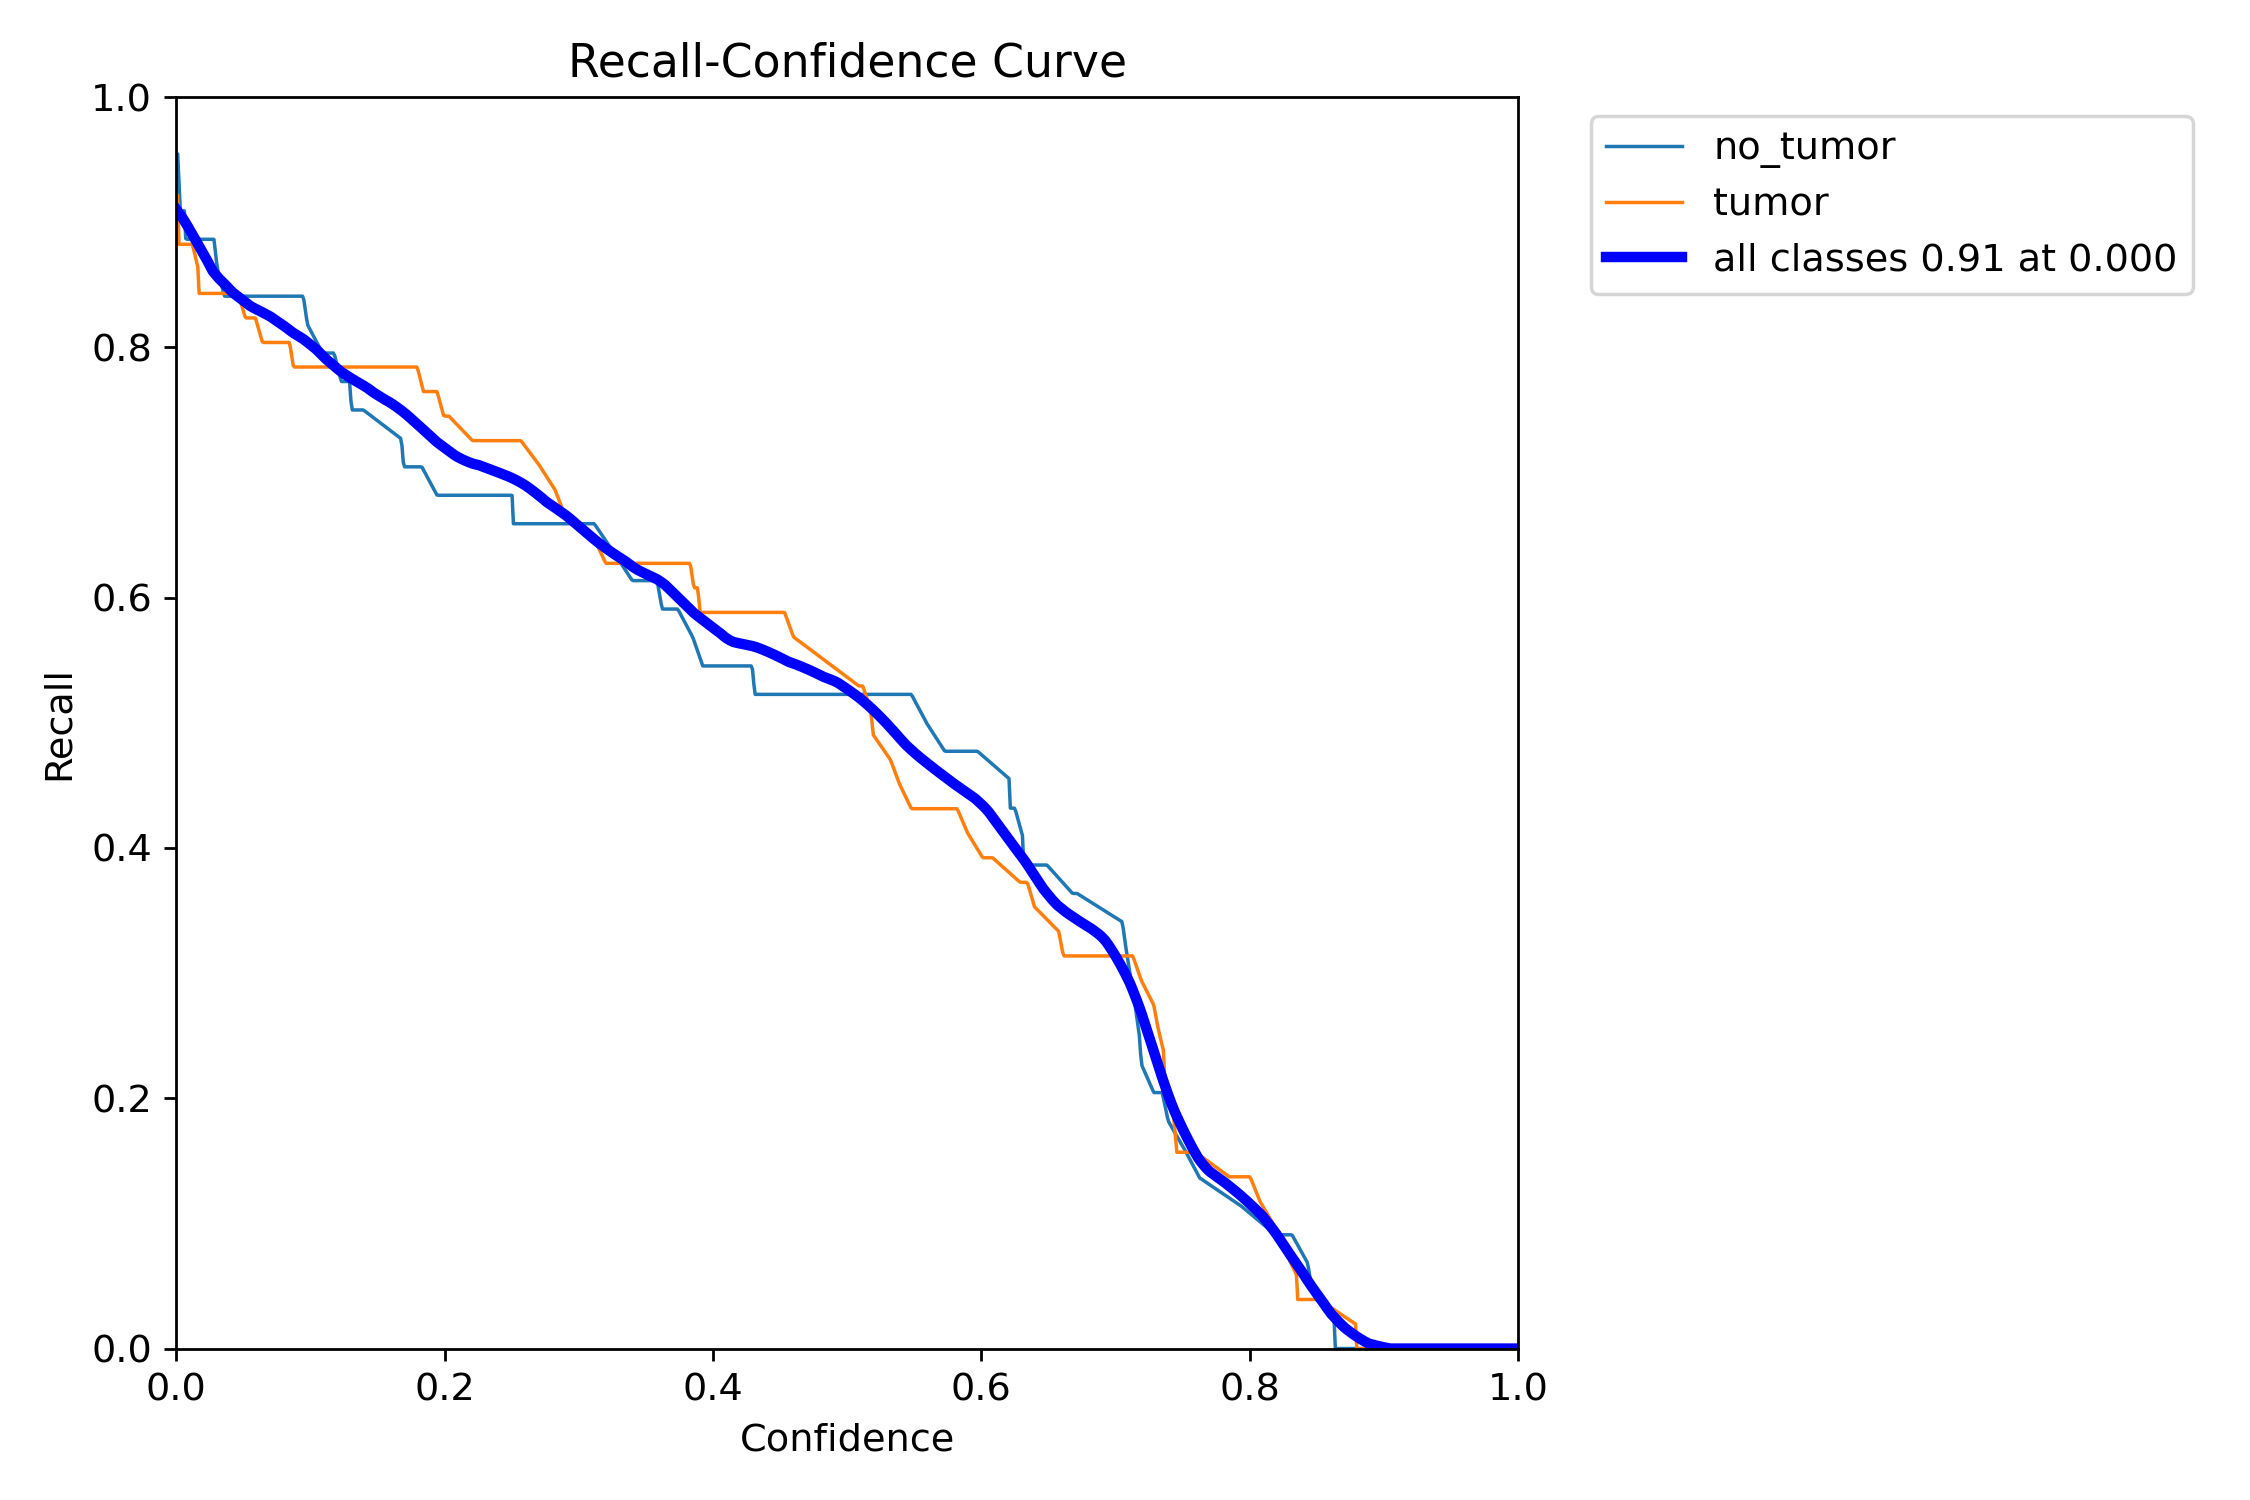 Recall-Confidence Curve
1.0
0.8
0.6
0.4
0.2
0.0
Recall
0.0 0.2 0.4 0.6 0.8 1.0
Confidence
no_tumor
tumor
all classes 0.91 at 0.000